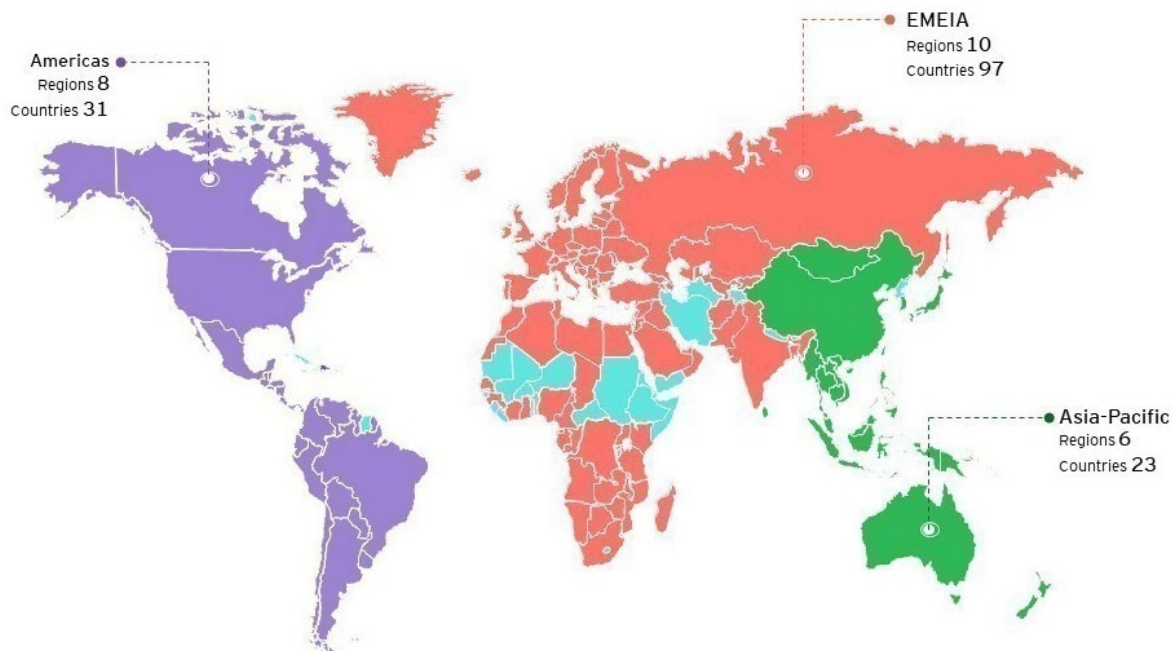 EMEIA
Regions 10
Countries 97
Americas
Regions 8
Countries 31
Asia-Pacific
Regions 6
Countries 23